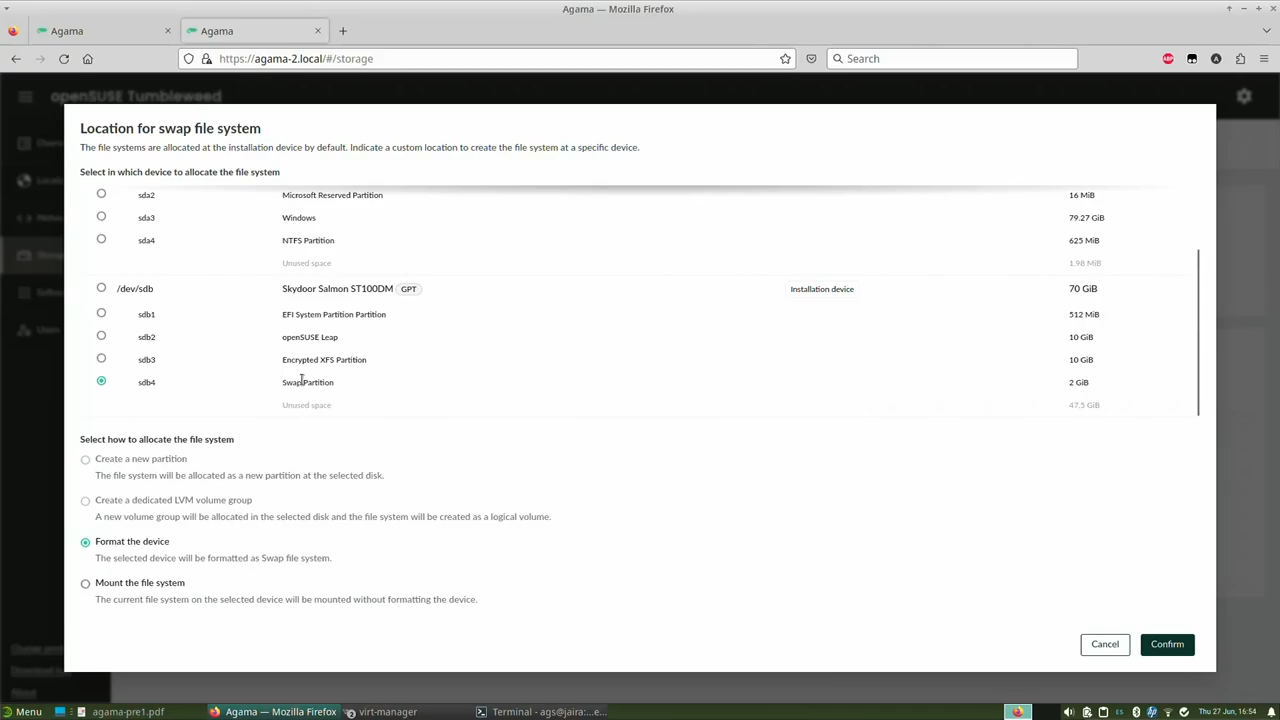 Agama — Mozilla Firefox
Agama
Agama
https://agama-2.local/#/storage
Search
openSUSE Tumbleweed
Location for swap file system
The file systems are allocated at the installation device by default. Indicate a custom location to create the file system at a specific device.
Select in which device to allocate the file system
sda2 Microsoft Reserved Partition 16 MiB
sda3 Windows 79.27 GiB
sda4 NTFS Partition 625 MiB
Unused space 1.98 MiB
/dev/sdb Skydoor Salmon ST100DM GPT Installation device 70 GiB
sdb1 EFI System Partition Partition 512 MiB
sdb2 openSUSE Leap 10 GiB
sdb3 Encrypted XFS Partition 10 GiB
sdb4 Swap Partition 2 GiB
Unused space 47.5 GiB
Select how to allocate the file system
Create a new partition
The file system will be allocated as a new partition at the selected disk.
Create a dedicated LVM volume group
A new volume group will be allocated in the selected disk and the file system will be created as a logical volume.
Format the device
The selected device will be formatted as Swap file system.
Mount the file system
The current file system on the selected device will be mounted without formatting the device.
Cancel Confirm
About
Menu agama-pre1.pdf Agama — Mozilla Firefox virt-manager Terminal - ags@jaira:...e... ES Thu 27 Jun, 16:54